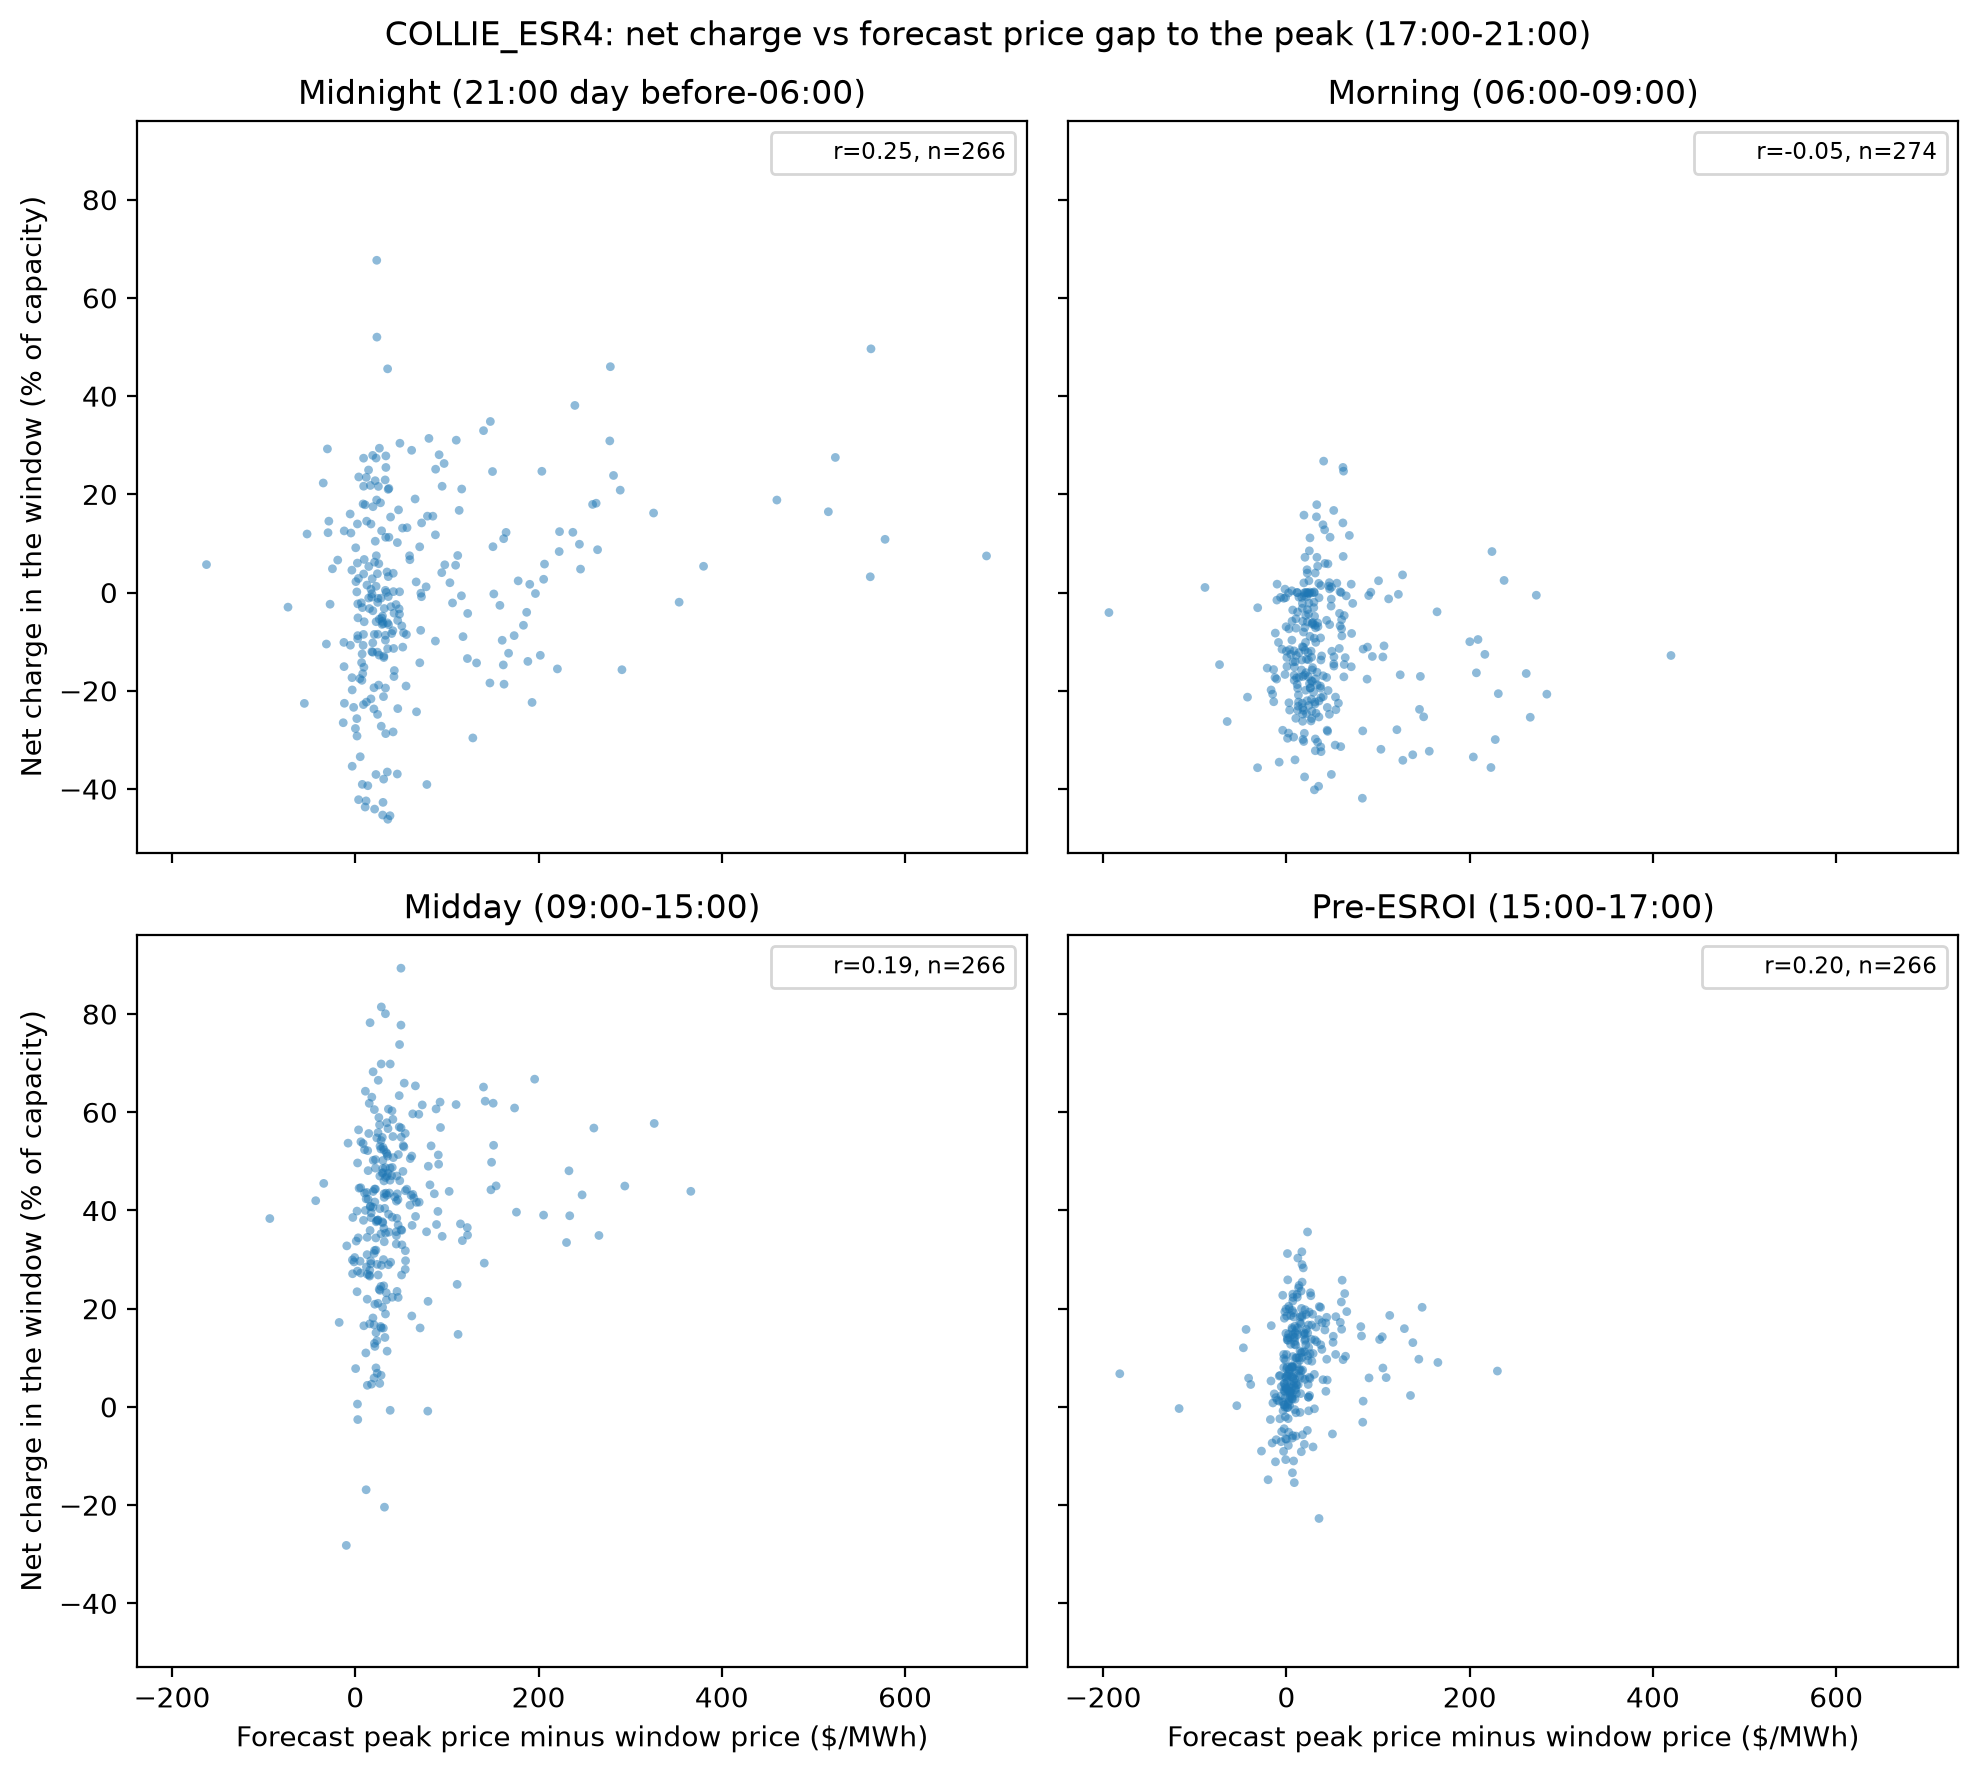 COLLIE_ESR4: net charge vs forecast price gap to the peak (17:00-21:00)
Midnight (21:00 day before-06:00)
Morning (06:00-09:00)
r=0.25, n=266
r=-0.05, n=274
Net charge in the window (% of capacity)
80
60
40
20
0
−20
−40
Midday (09:00-15:00)
Pre-ESROI (15:00-17:00)
r=0.19, n=266
r=0.20, n=266
Net charge in the window (% of capacity)
80
60
40
20
0
−20
−40
−200 0 200 400 600
−200 0 200 400 600
Forecast peak price minus window price ($/MWh)
Forecast peak price minus window price ($/MWh)